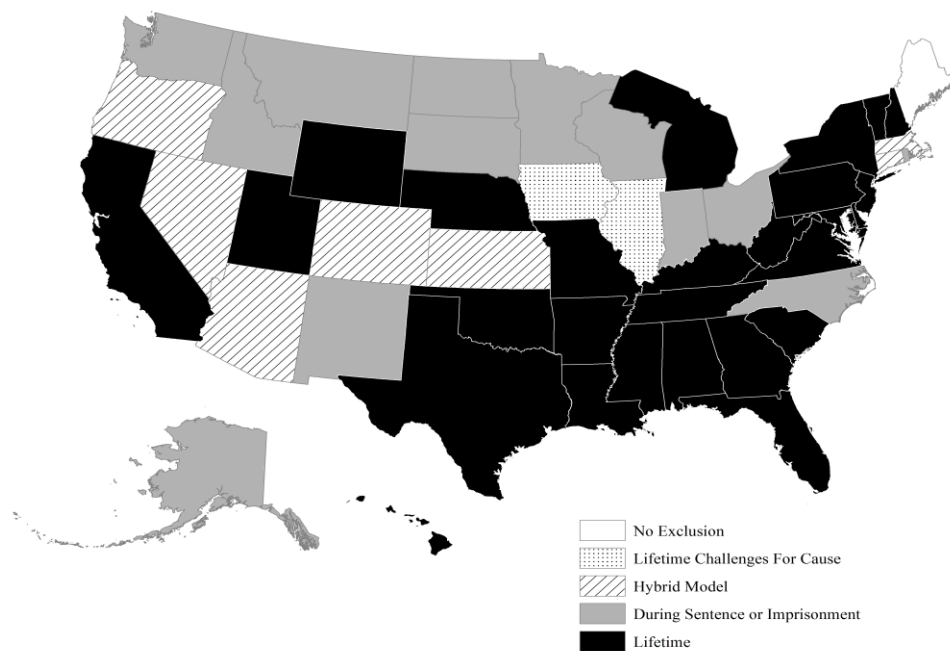 No Exclusion
Lifetime Challenges For Cause
Hybrid Model
During Sentence or Imprisonment
Lifetime